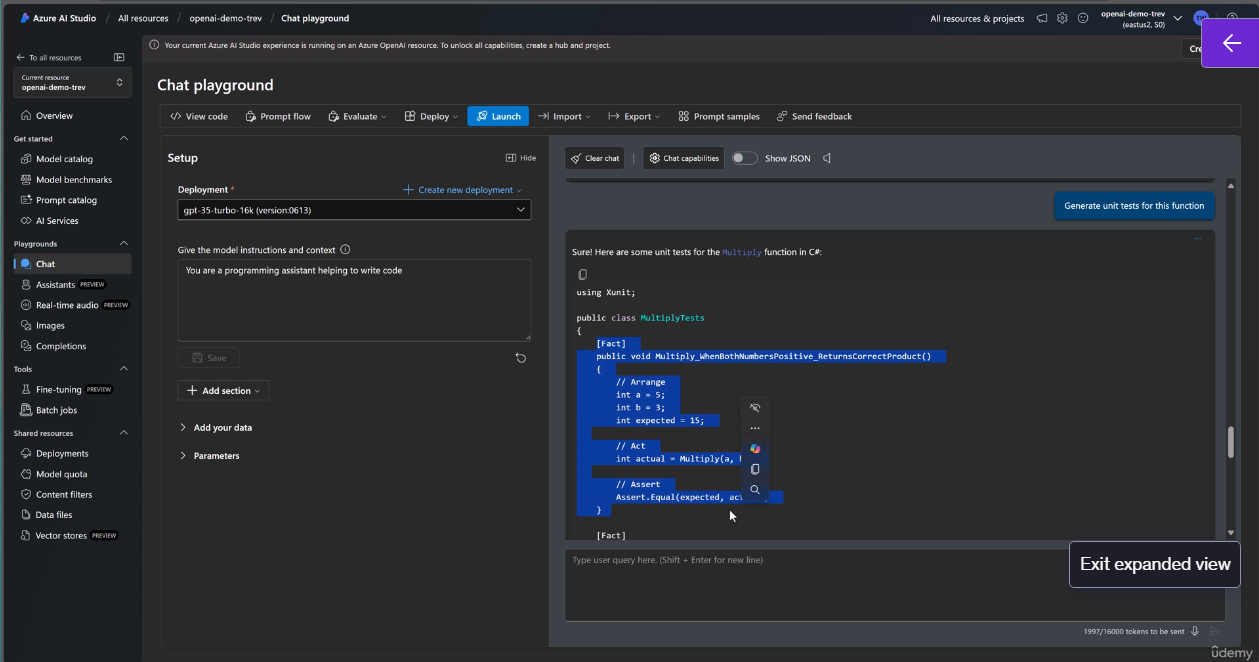 Azure AI Studio / All resources / openai-demo-trev / Chat playground
All resources & projects
openai-demo-trev
(eastus2, S0)
To all resources
Current resource
openai-demo-trev
Overview
Get started
Model catalog
Model benchmarks
Prompt catalog
AI Services
Playgrounds
Chat
Assistants PREVIEW
Real-time audio PREVIEW
Images
Completions
Tools
Fine-tuning PREVIEW
Batch jobs
Shared resources
Deployments
Model quota
Content filters
Data files
Vector stores PREVIEW
Your current Azure AI Studio experience is running on an Azure OpenAI resource. To unlock all capabilities, create a hub and project.
Chat playground
View code
Prompt flow
Evaluate
Deploy
Launch
Import
Export
Prompt samples
Send feedback
Setup
Hide
Deployment *
Create new deployment
gpt-35-turbo-16k (version:0613)
Give the model instructions and context
You are a programming assistant helping to write code
Save
Add section
Add your data
Parameters
Clear chat
Chat capabilities
Show JSON
Generate unit tests for this function
Sure! Here are some unit tests for the Multiply function in C#:
using Xunit;
public class MultiplyTests
{
[Fact]
public void Multiply_WhenBothNumbersPositive_ReturnsCorrectProduct()
{
// Arrange
int a = 5;
int b = 3;
int expected = 15;
// Act
int actual = Multiply(a,
// Assert
Assert.Equal(expected,
}
[Fact]
Type user query here. (Shift + Enter for new line)
Exit expanded view
1997/16000 tokens to be sent
ûdemy